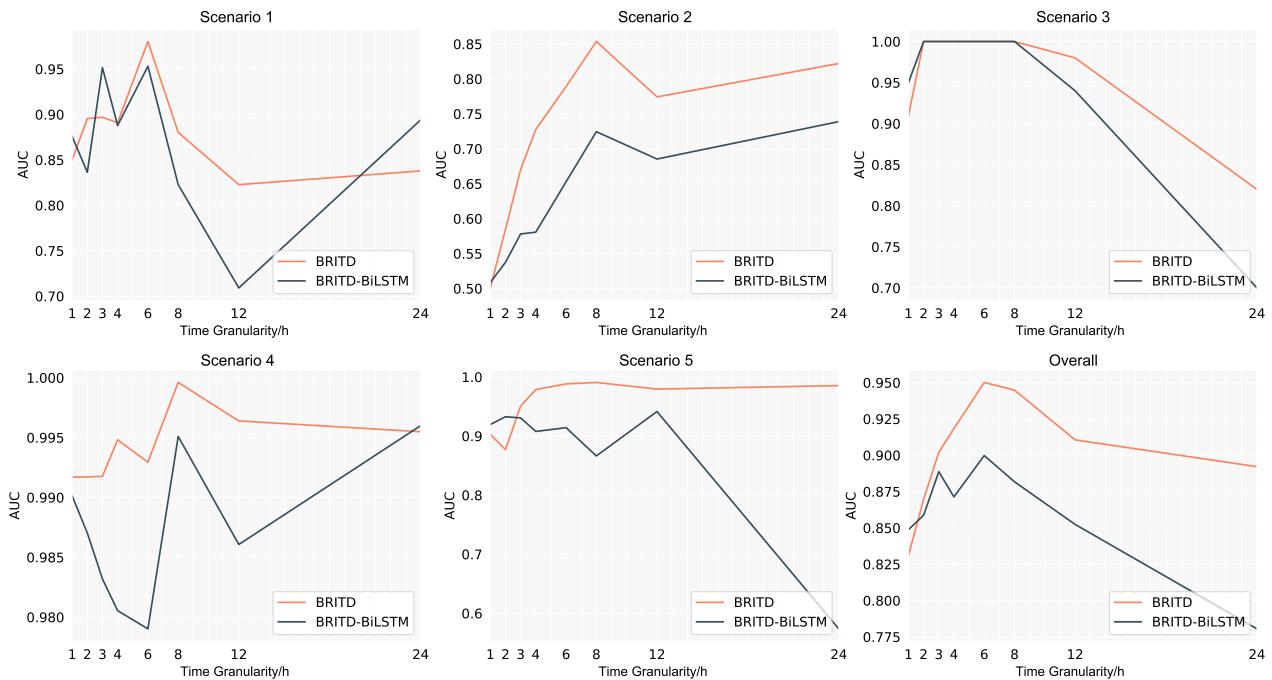 Scenario 1
AUC
0.95
0.90
0.85
0.80
0.75
0.70
BRITD
BRITD-BiLSTM
1 2 3 4 6 8 12 24
Time Granularity/h
Scenario 2
AUC
0.85
0.80
0.75
0.70
0.65
0.60
0.55
0.50
BRITD
BRITD-BiLSTM
1 2 3 4 6 8 12 24
Time Granularity/h
Scenario 3
AUC
1.00
0.95
0.90
0.85
0.80
0.75
0.70
BRITD
BRITD-BiLSTM
1 2 3 4 6 8 12 24
Time Granularity/h
Scenario 4
AUC
1.000
0.995
0.990
0.985
0.980
BRITD
BRITD-BiLSTM
1 2 3 4 6 8 12 24
Time Granularity/h
Scenario 5
AUC
1.0
0.9
0.8
0.7
0.6
BRITD
BRITD-BiLSTM
1 2 3 4 6 8 12 24
Time Granularity/h
Overall
AUC
0.950
0.925
0.900
0.875
0.850
0.825
0.800
0.775
BRITD
BRITD-BiLSTM
1 2 3 4 6 8 12 24
Time Granularity/h